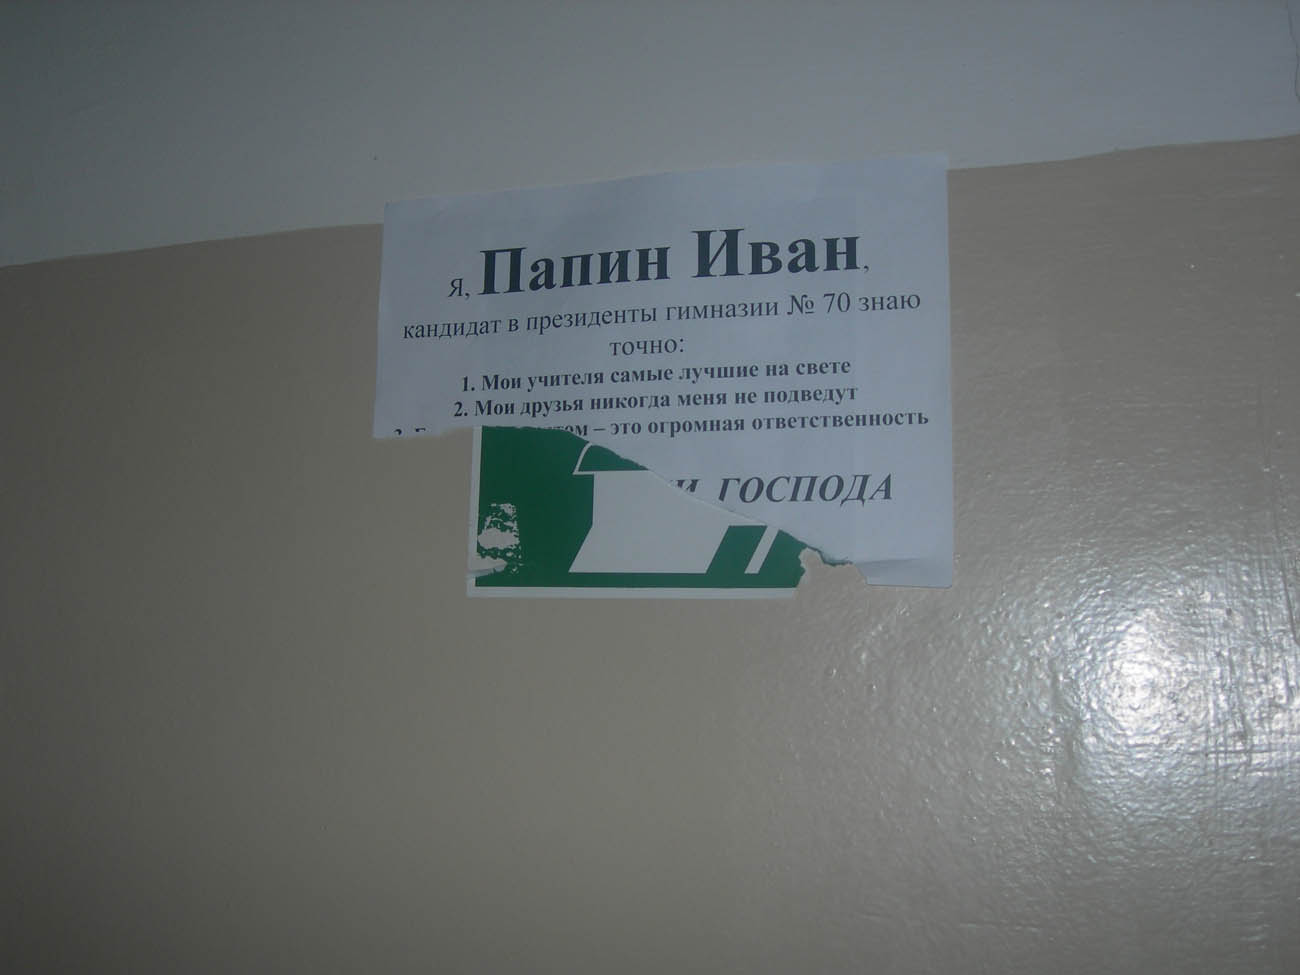 Я, Папин Иван,
кандидат в президенты гимназии № 70 знаю
точно:
1. Мои учителя самые лучшие на свете
2. Мои друзья никогда меня не подведут
– это огромная ответственность
ГОСПОДА